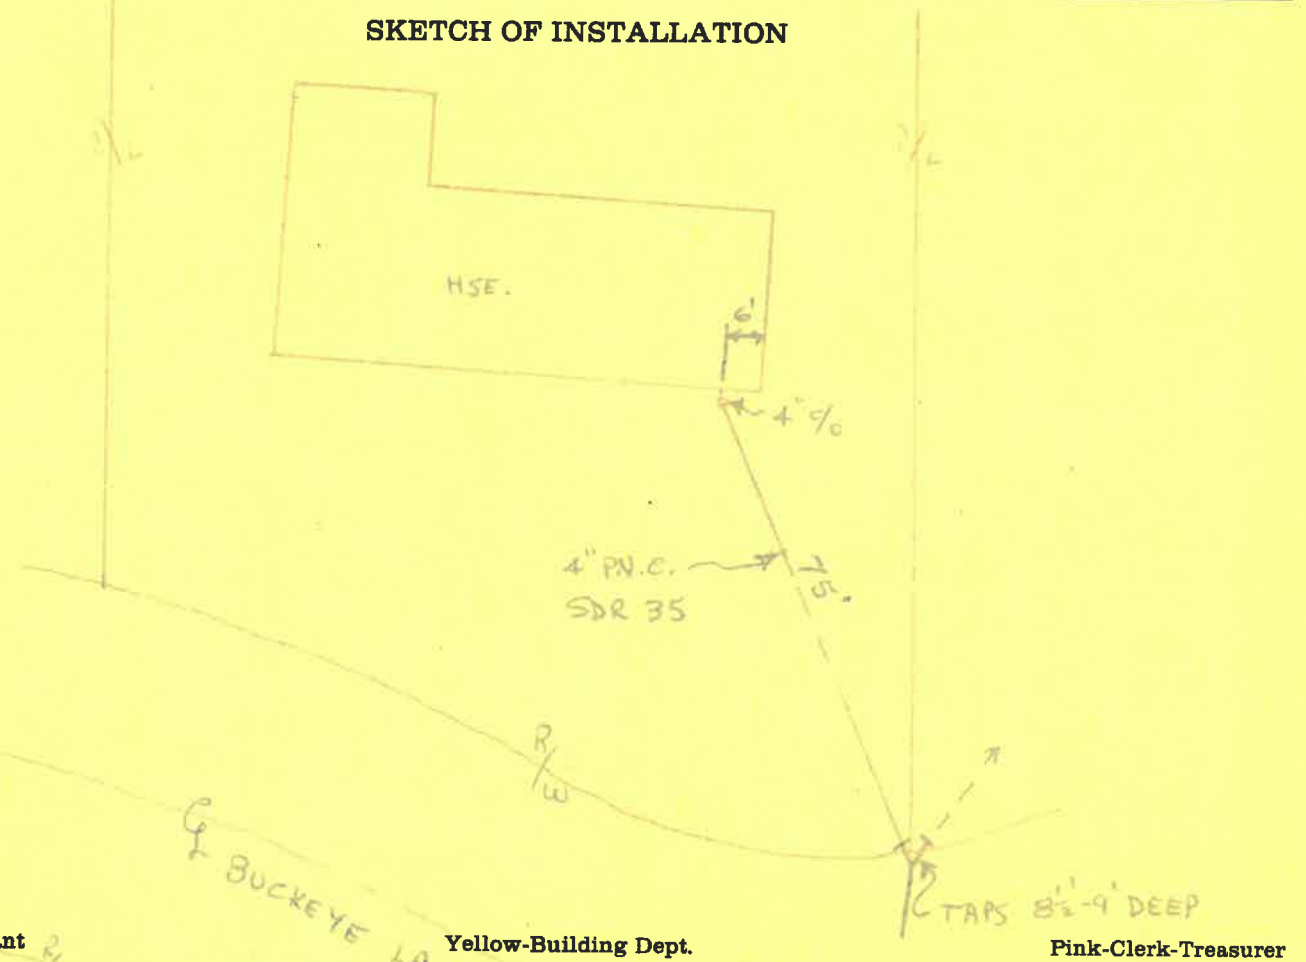 SKETCH OF INSTALLATION
P/L
P/L
HSE.
6'
4" c/o
4" P.V.C.
SDR 35
75'
R/W
C/L BUCKEYE LA
TAPS 8½'-9' DEEP
Yellow-Building Dept.
Pink-Clerk-Treasurer